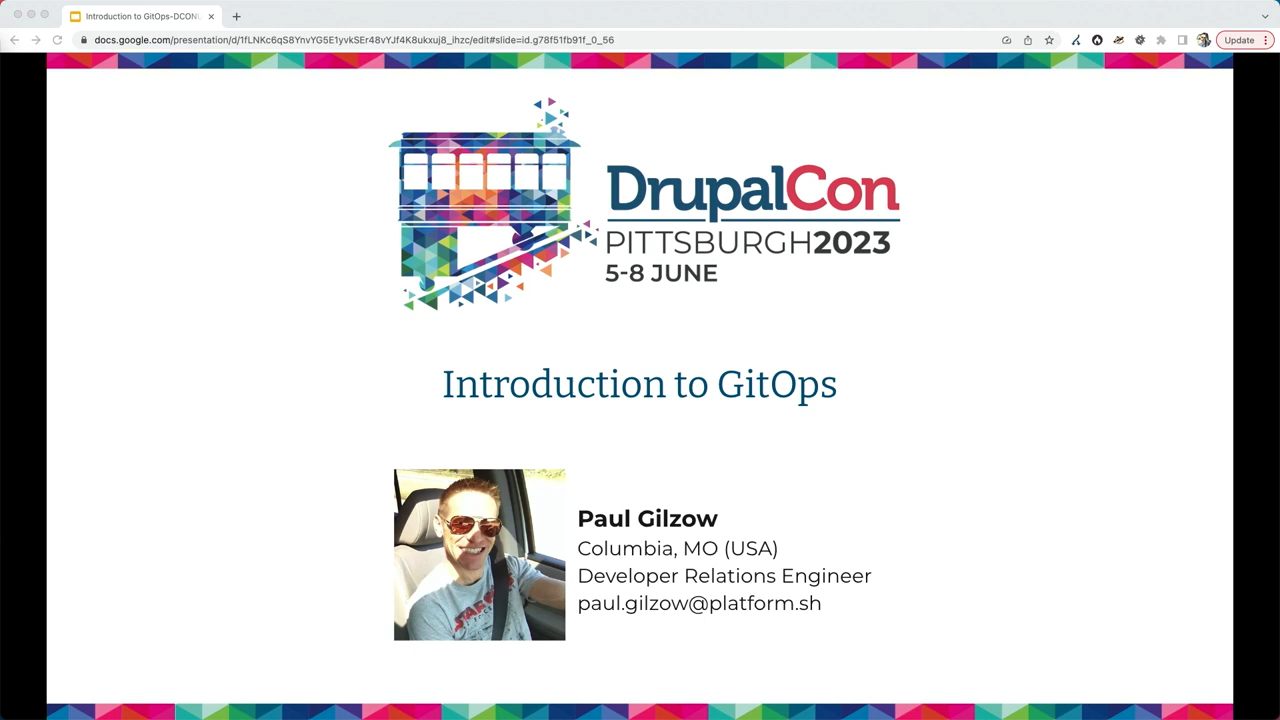 Introduction to GitOps-DCONU
docs.google.com/presentation/d/1fLNKc6qS8YnvYG5E1yvkSEr48vYJf4K8ukxuj8_ihzc/edit#slide=id.g78f51fb91f_0_56
Update
DrupalCon
PITTSBURGH2023
5-8 JUNE
Introduction to GitOps
Paul Gilzow
Columbia, MO (USA)
Developer Relations Engineer
paul.gilzow@platform.sh